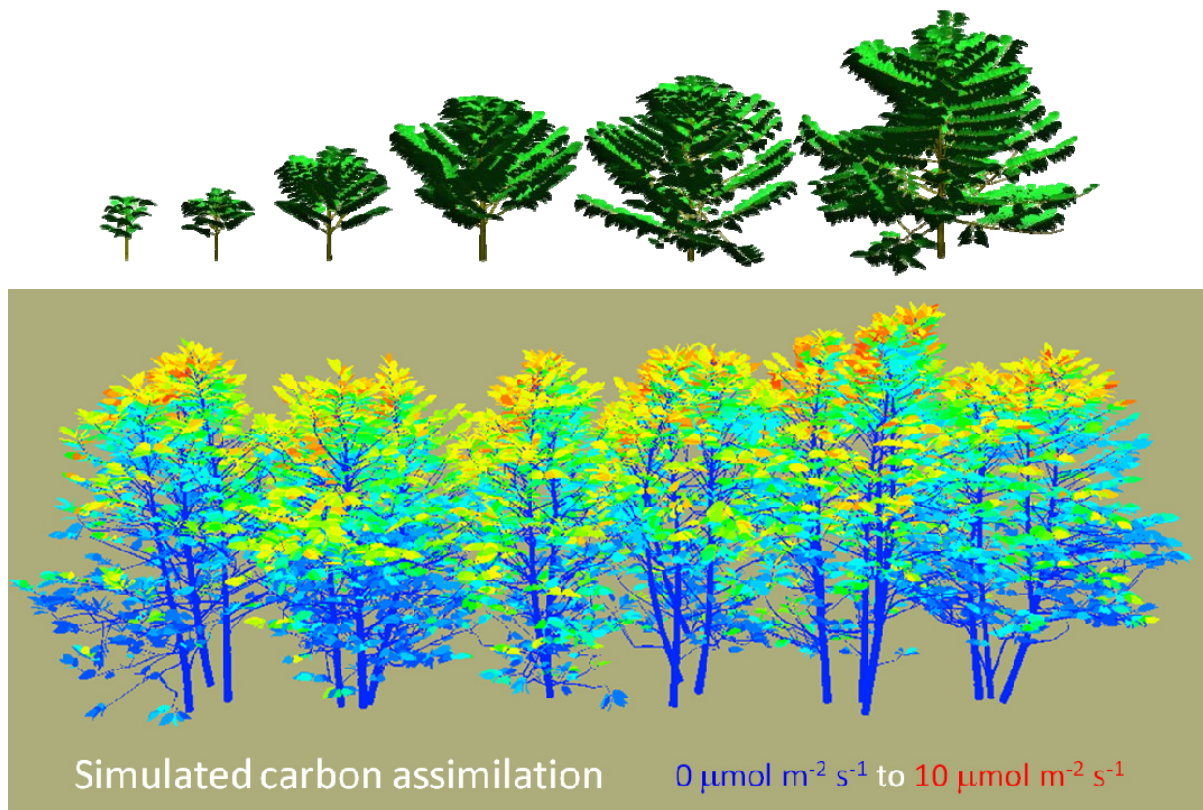 Simulated carbon assimilation 0 μmol m⁻² s⁻¹ to 10 μmol m⁻² s⁻¹